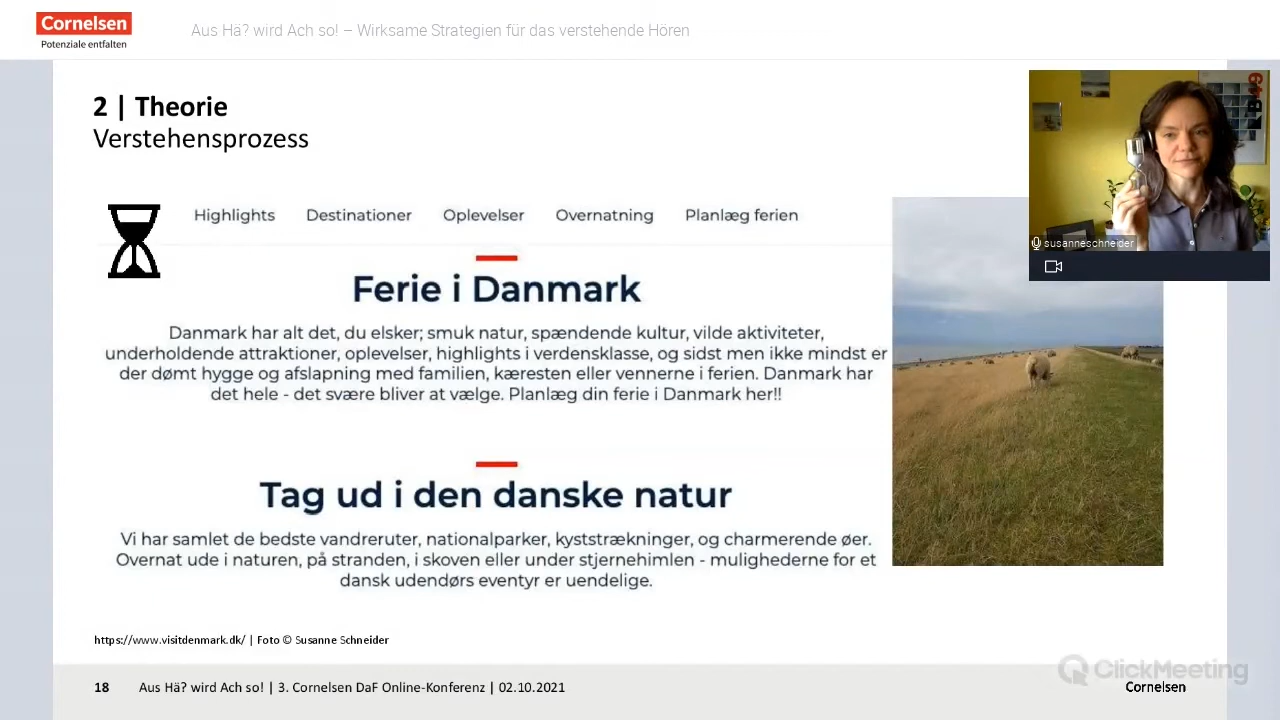 Cornelsen
Potenziale entfalten
Aus Hä? wird Ach so! – Wirksame Strategien für das verstehende Hören
2 | Theorie
Verstehensprozess
Highlights Destinationer Oplevelser Overnatning Planlæg ferien
Ferie i Danmark
Danmark har alt det, du elsker; smuk natur, spændende kultur, vilde aktiviteter,
underholdende attraktioner, oplevelser, highlights i verdensklasse, og sidst men ikke mindst er
der dømt hygge og afslapning med familien, kæresten eller vennerne i ferien. Danmark har
det hele - det svære bliver at vælge. Planlæg din ferie i Danmark her!!
Tag ud i den danske natur
Vi har samlet de bedste vandreruter, nationalparker, kyststrækninger, og charmerende øer.
Overnat ude i naturen, på stranden, i skoven eller under stjernehimlen - mulighederne for et
dansk udendørs eventyr er uendelige.
susanneschneider
https://www.visitdenmark.dk/ | Foto © Susanne Schneider
ClickMeeting
18 Aus Hä? wird Ach so! | 3. Cornelsen DaF Online-Konferenz | 02.10.2021
Cornelsen